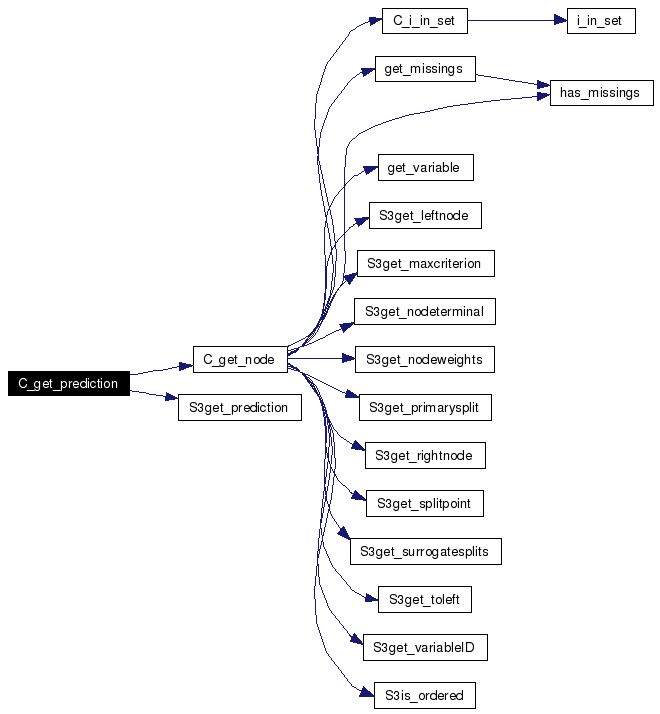 C_i_in_set
i_in_set
get_missings
has_missings
get_variable
S3get_leftnode
S3get_maxcriterion
S3get_nodeterminal
C_get_node
S3get_nodeweights
C_get_prediction
S3get_prediction
S3get_primarysplit
S3get_rightnode
S3get_splitpoint
S3get_surrogatesplits
S3get_toleft
S3get_variableID
S3is_ordered